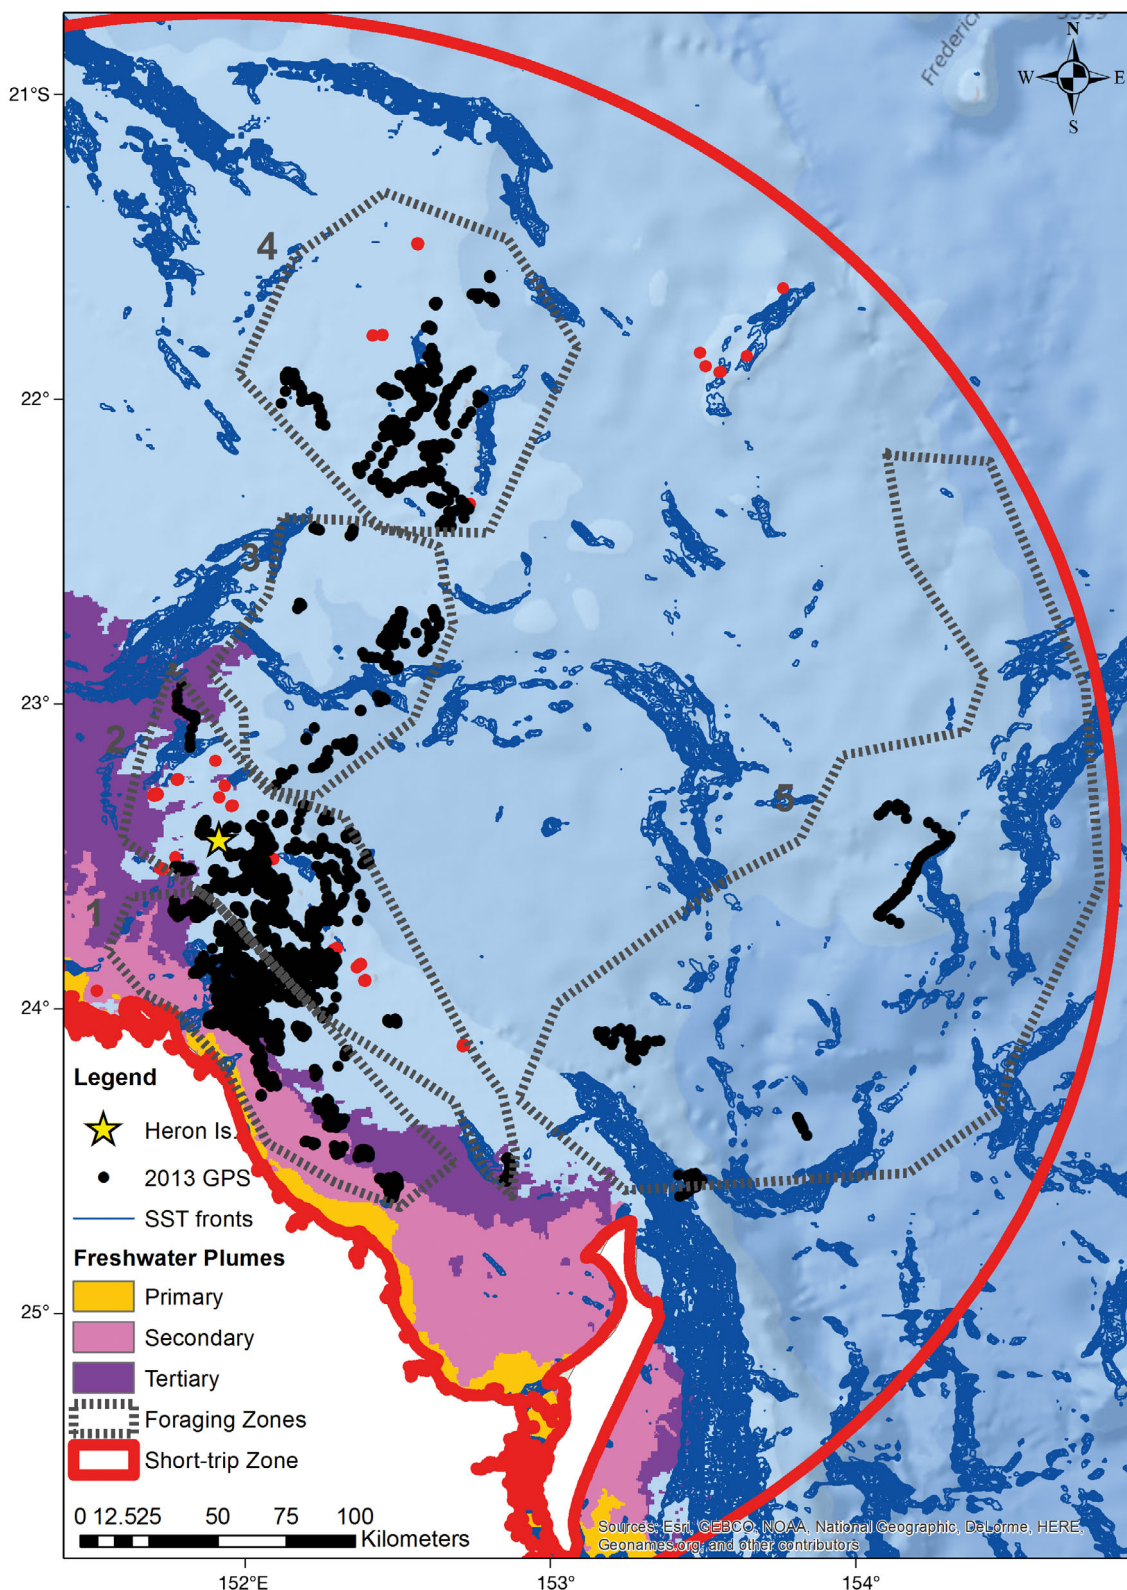 Frederick
N
W E
S
21°S
22°
23°
24°
25°
4
3
2
1
5
Legend
Heron Is.
2013 GPS
SST fronts
Freshwater Plumes
Primary
Secondary
Tertiary
Foraging Zones
Short-trip Zone
0 12.525 50 75 100
Kilometers
Sources: Esri, GEBCO, NOAA, National Geographic, DeLorme, HERE,
Geonames.org, and other contributors
152°E 153° 154°